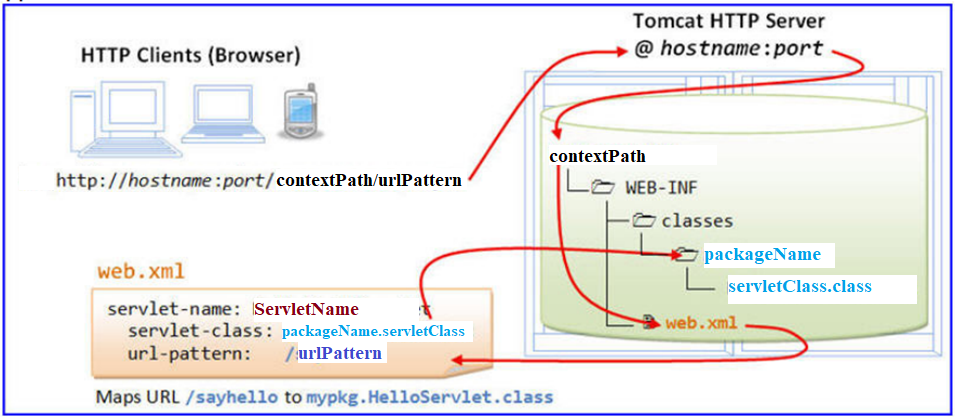 Tomcat HTTP Server
@ hostname:port
HTTP Clients (Browser)
http://hostname:port/contextPath/urlPattern
contextPath
WEB-INF
classes
packageName
servletClass.class
web.xml
web.xml
servlet-name: ServletName
servlet-class: packageName.servletClass
url-pattern: /urlPattern
Maps URL /sayhello to mypkg.HelloServlet.class